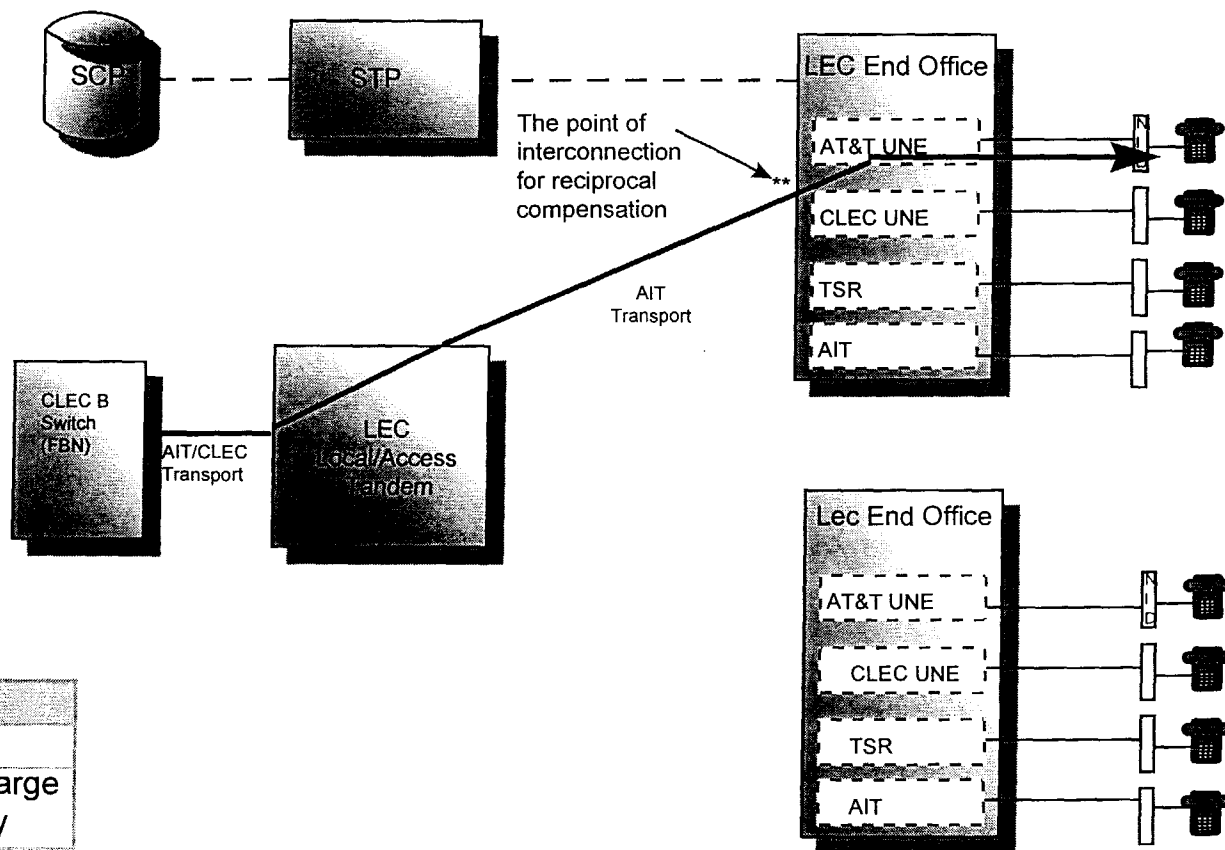 SCP
STP
LEC End Office
The point of
interconnection
for reciprocal
compensation
**
AT&T UNE
N
CLEC UNE
TSR
AIT
AIT
Transport
CLEC B
Switch
(FBN)
AIT/CLEC
Transport
LEC
Local/Access
Tandem
Lec End Office
AT&T UNE
N
I
D
CLEC UNE
TSR
AIT
arge
y